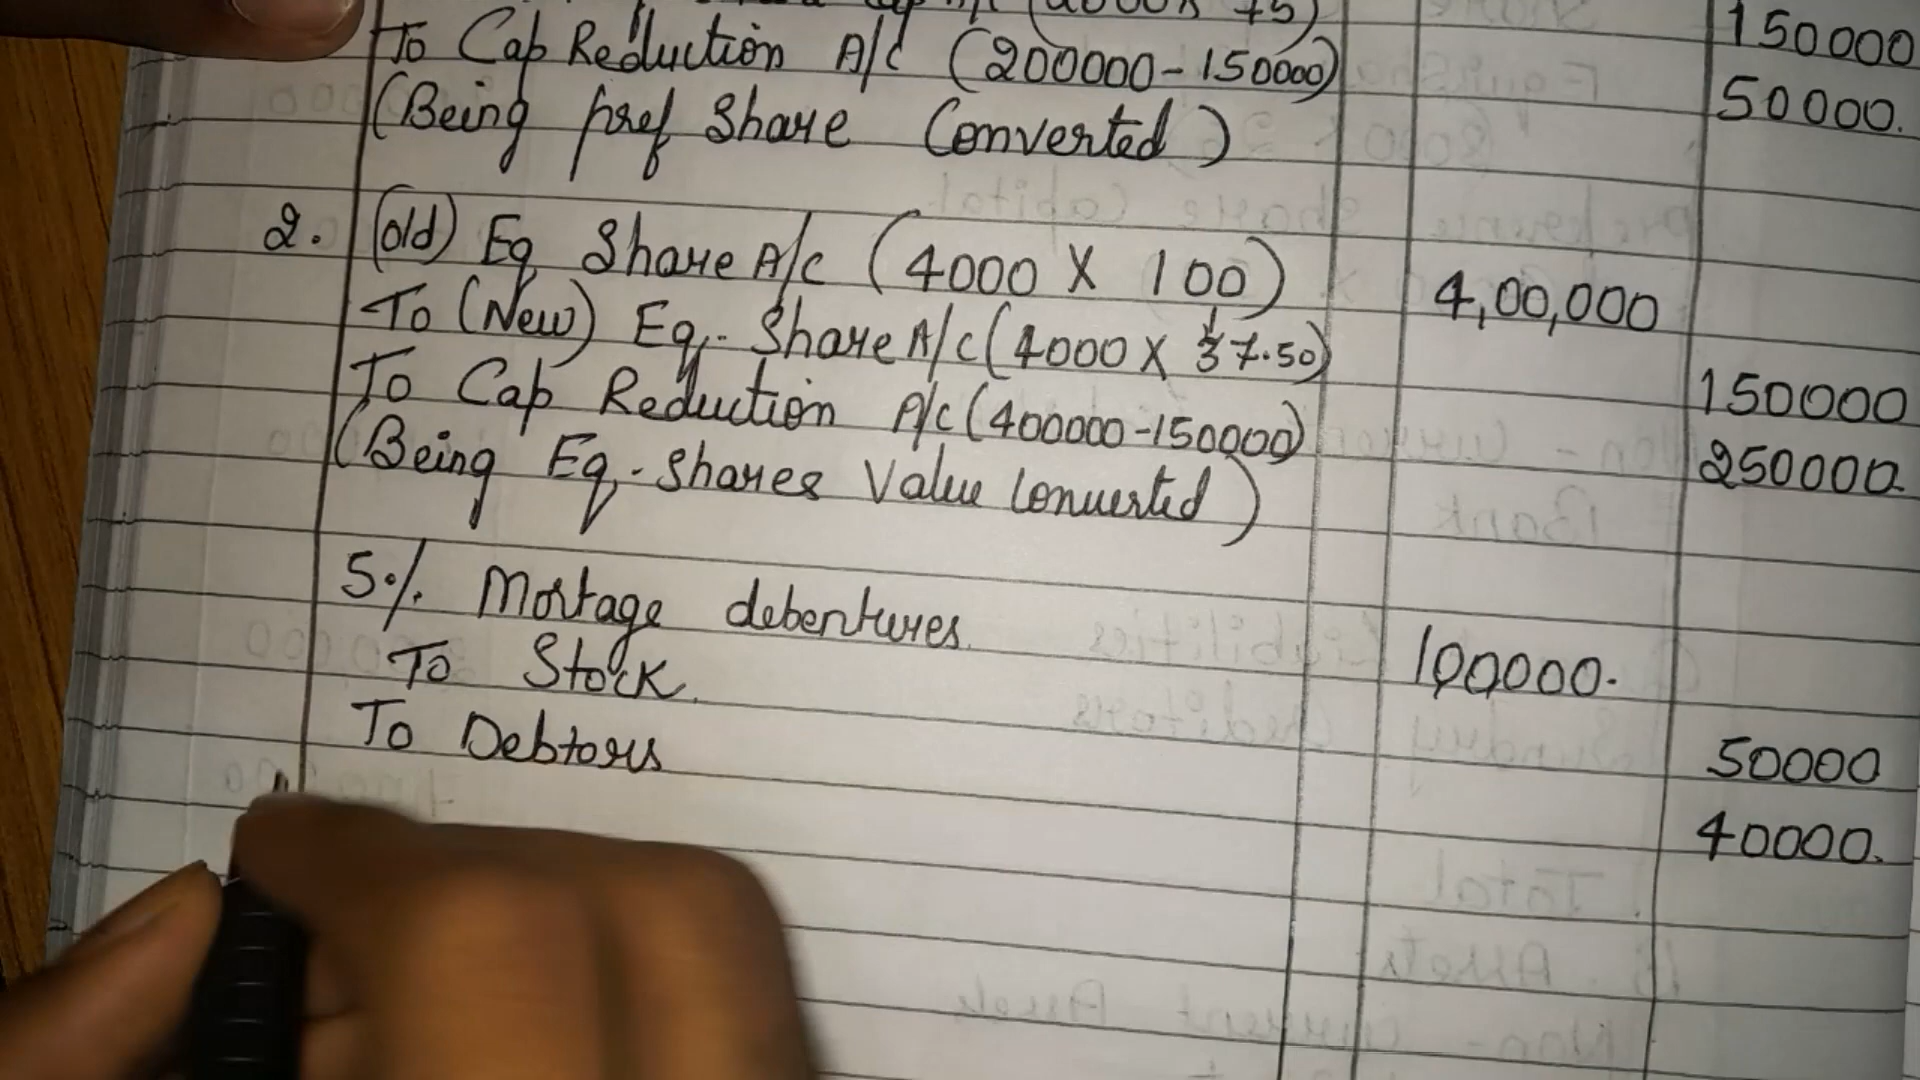 150000
To Cap Reduction A/c (200000-150000) 50000.
(Being pref Share Converted)
2. (old) Eq Share A/c (4000 X 100) 4,00,000
To (New) Eq. Share A/c (4000 X 37.50) 150000
To Cap Reduction A/c (400000-150000) 250000.
(Being Eq. Shares Value Converted)
5% Mortage debentures. 100000.
To Stock. 50000
To Debtors 40000.